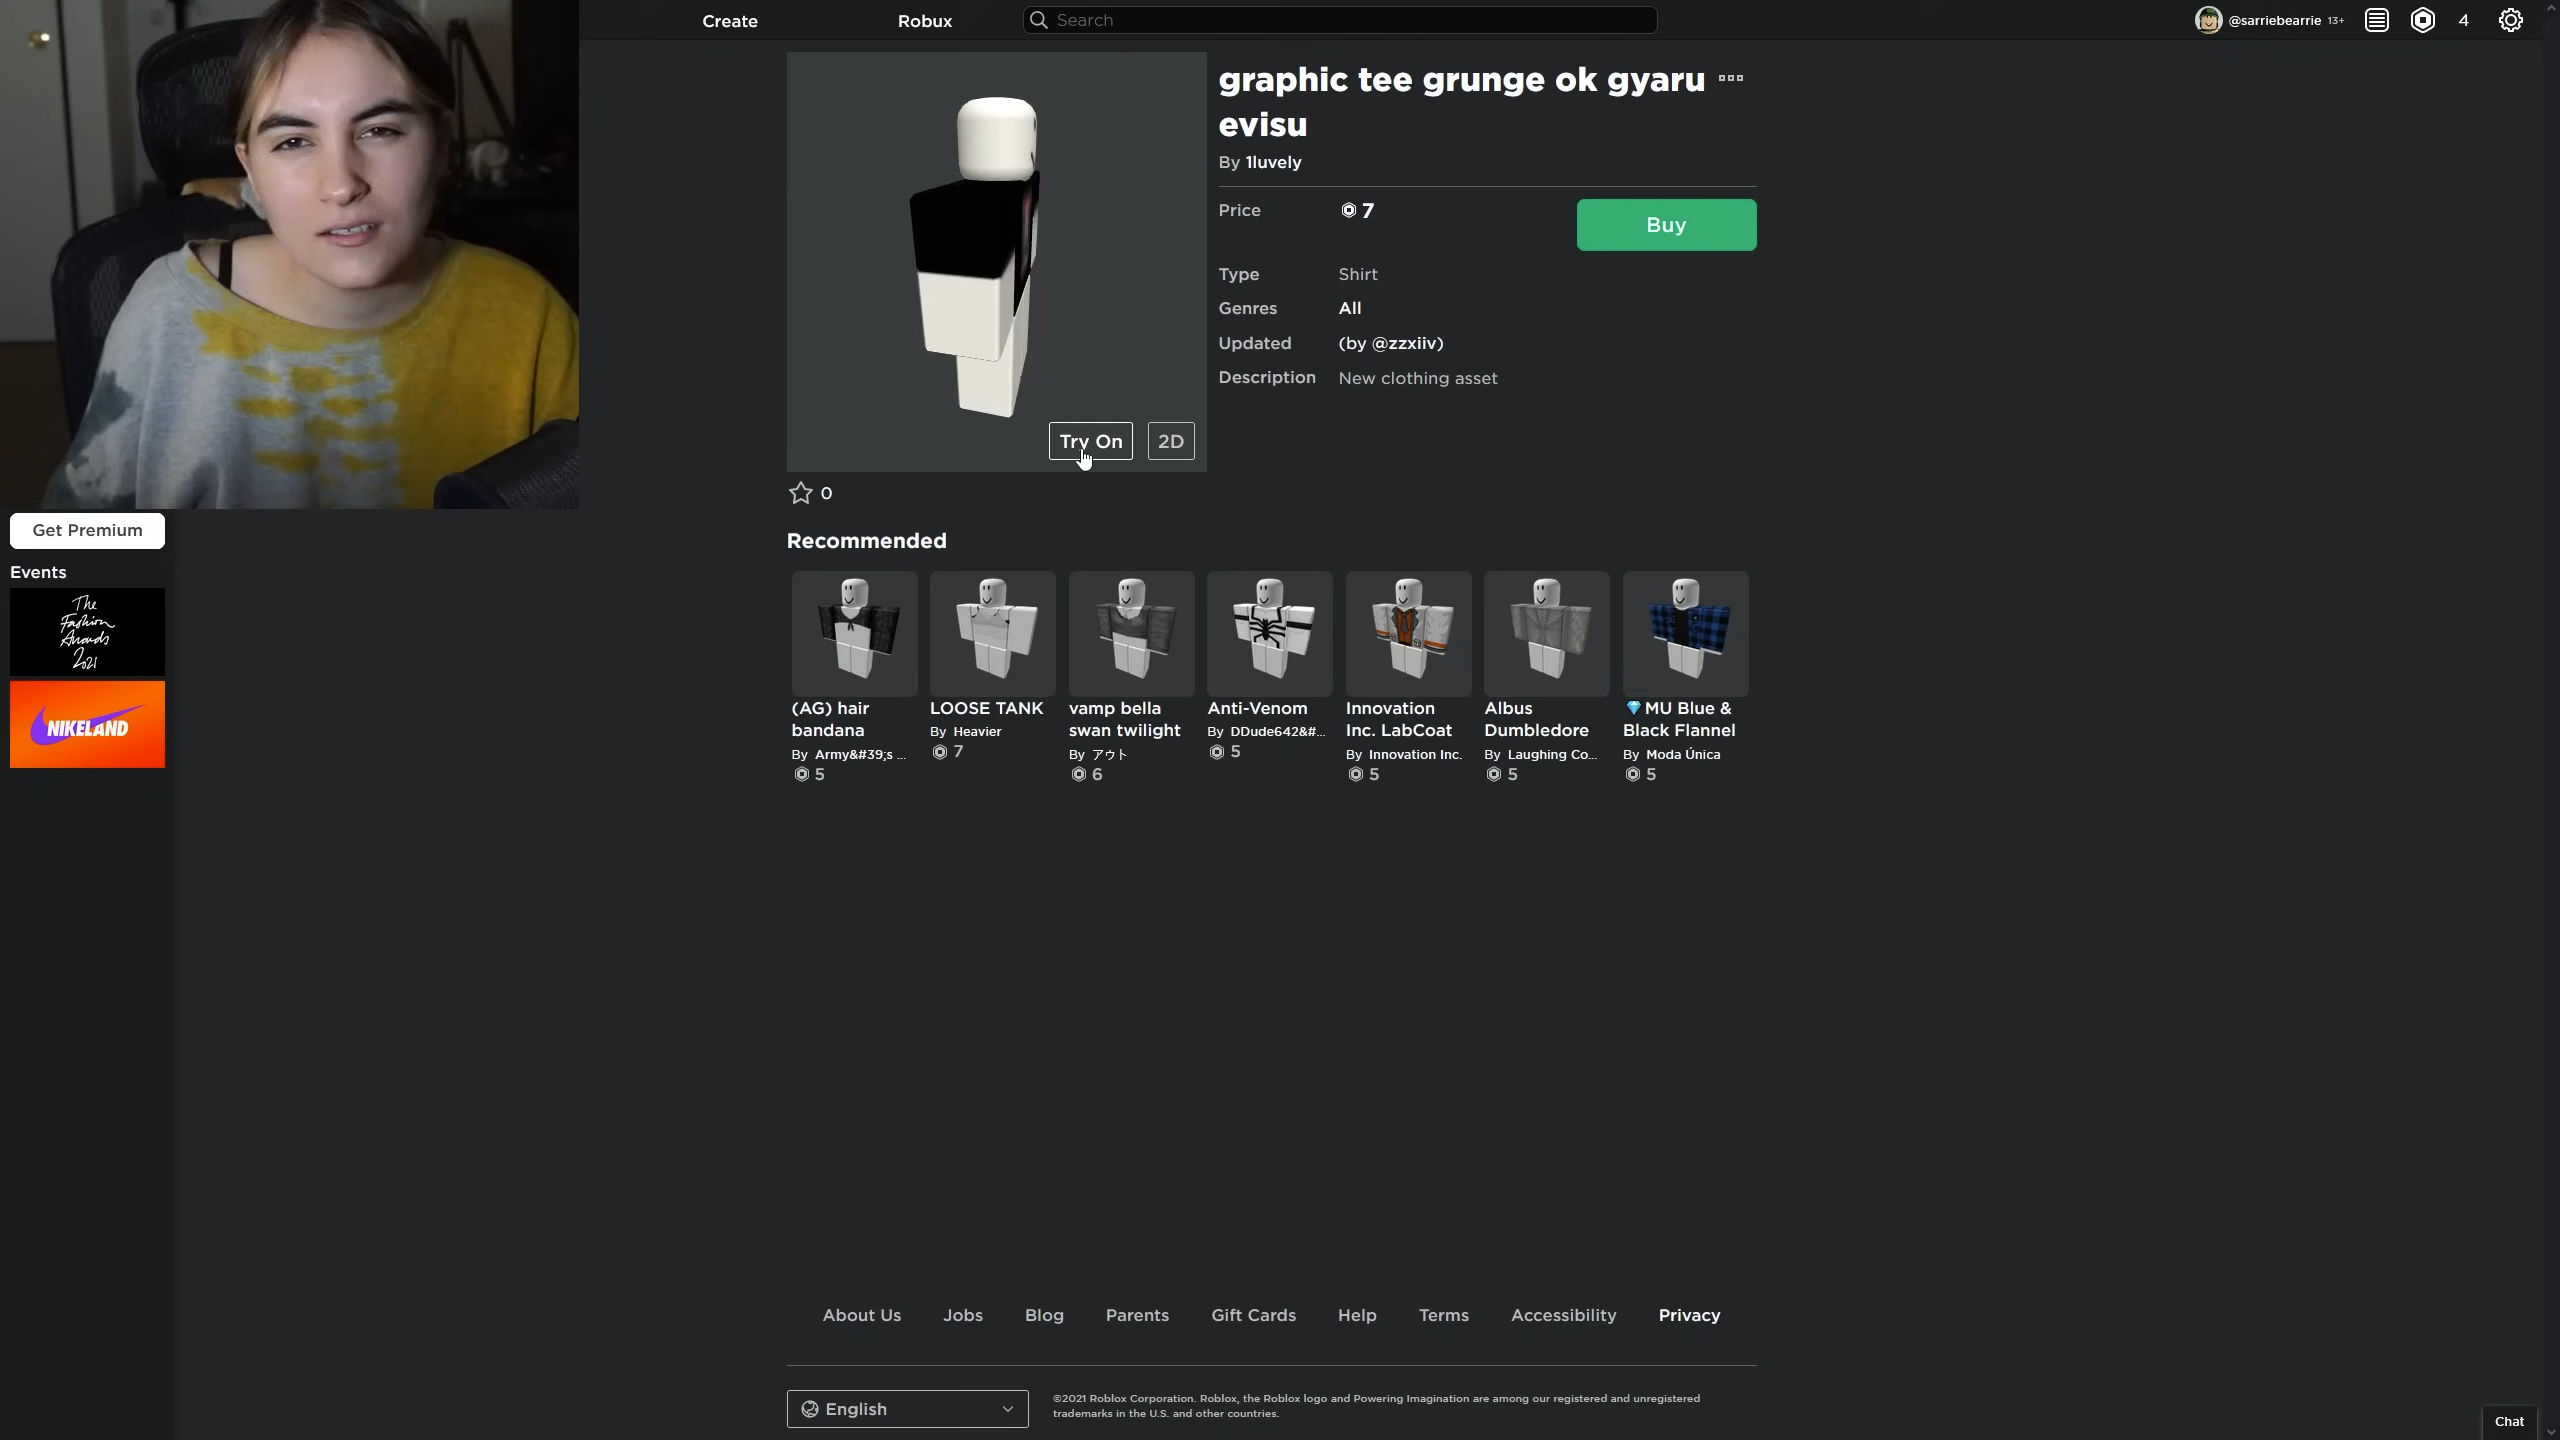 Create
Robux
Search
@sarriebearrie 13+
4
graphic tee grunge ok gyaru
evisu
By 1luvely
Price
7
Buy
Type
Shirt
Genres
All
Updated
(by @zzxiiv)
Description
New clothing asset
Try On
2D
0
Get Premium
Events
The
Fashion
Awards
2021
NIKELAND
Recommended
(AG) hair
bandana
By Army&#39;s ...
5
LOOSE TANK
By Heavier
7
vamp bella
swan twilight
By アウト
6
Anti-Venom
By DDude642&#...
5
Innovation
Inc. LabCoat
By Innovation Inc.
5
Albus
Dumbledore
By Laughing Co...
5
💎MU Blue &
Black Flannel
By Moda Única
5
About Us
Jobs
Blog
Parents
Gift Cards
Help
Terms
Accessibility
Privacy
English
©2021 Roblox Corporation. Roblox, the Roblox logo and Powering Imagination are among our registered and unregistered
trademarks in the U.S. and other countries.
Chat